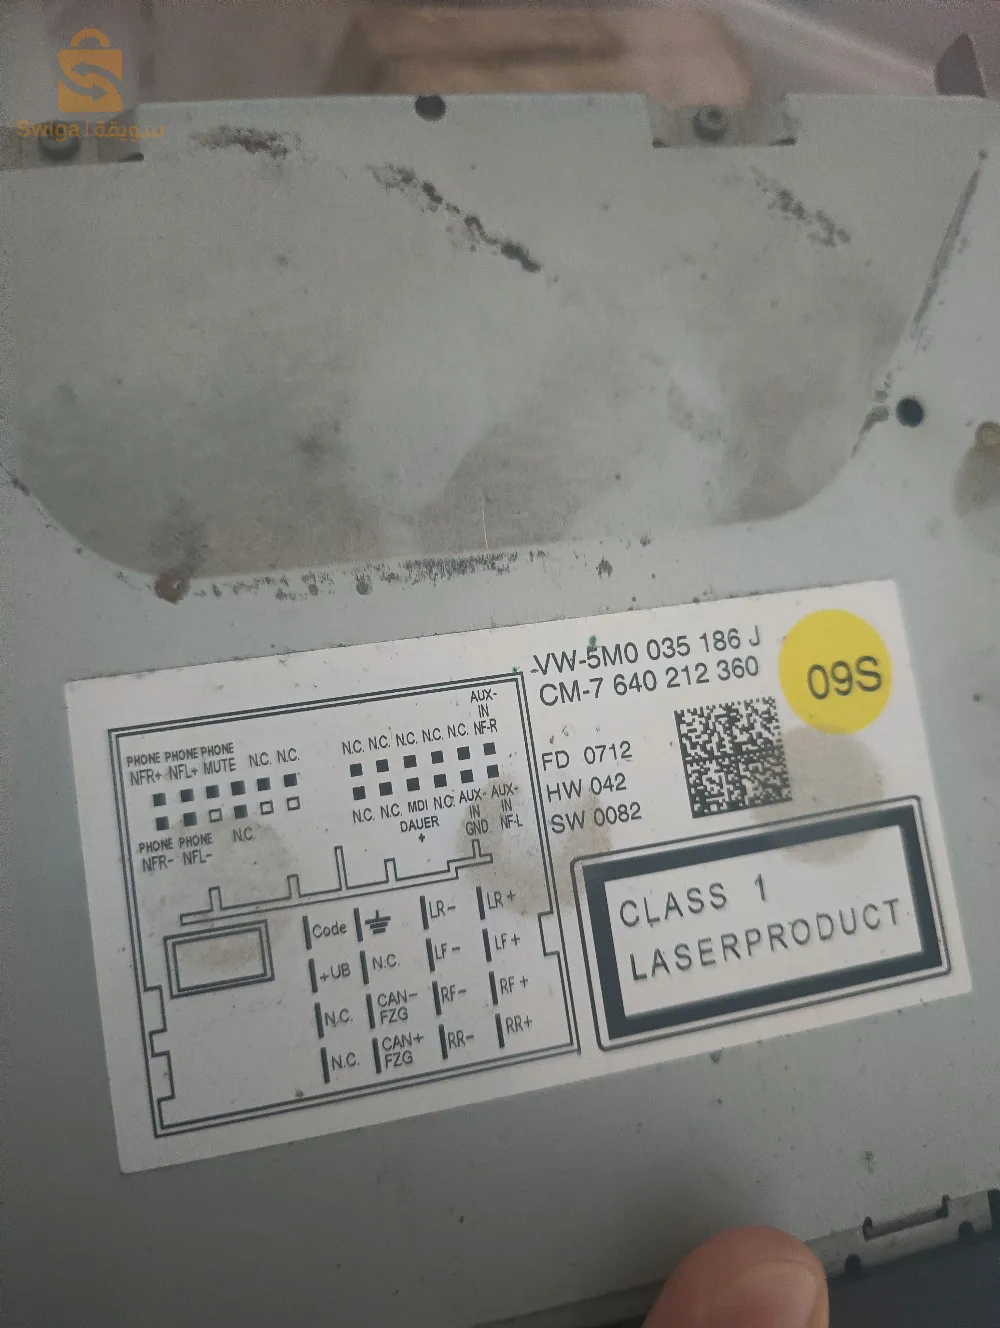 Swiqa | سويقة
-VW-5M0 035 186 J
CM-7 640 212 360
09S
FD 0712
HW 042
SW 0082
CLASS 1
LASERPRODUCT
PHONE PHONE PHONE
NFR+ NFL+ MUTE N.C. N.C.
PHONE PHONE N.C.
NFR- NFL-
AUX-
IN
N.C. N.C. N.C. N.C. N.C. NF-R
N.C. N.C. MDI N.C. AUX- AUX-
DAUER IN IN
+ GND NF-L
Code LR- LR+
+UB N.C. LF- LF+
N.C. CAN- RF- RF+
FZG
N.C. CAN+ RR- RR+
FZG